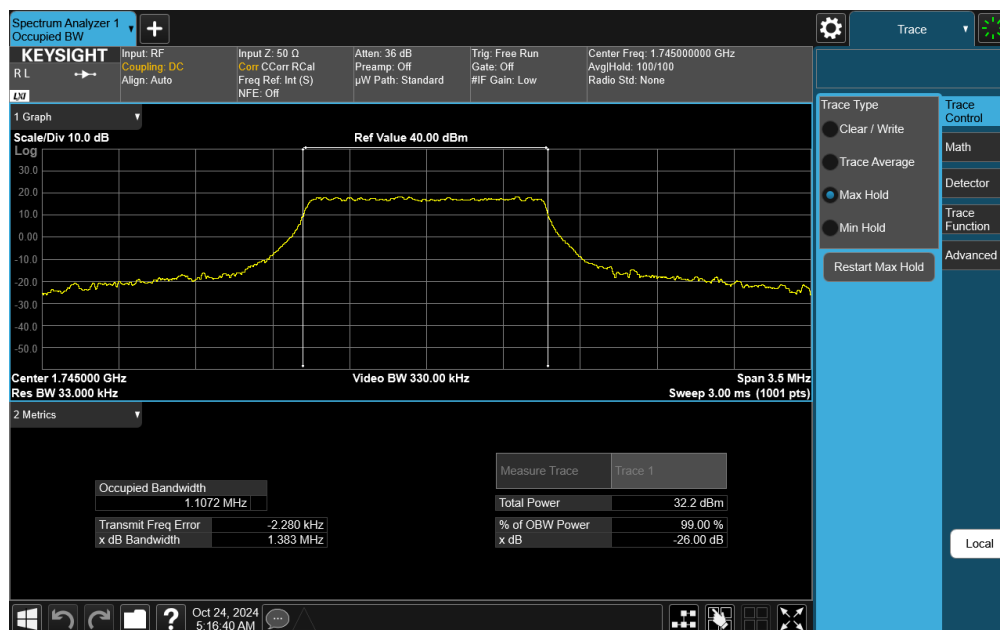 Spectrum Analyzer 1
Occupied BW
Trace
KEYSIGHT
R L
LXI
Input: RF
Coupling: DC
Align: Auto
Input Z: 50 Ω
Corr CCorr RCal
Freq Ref: Int (S)
NFE: Off
Atten: 36 dB
Preamp: Off
µW Path: Standard
Trig: Free Run
Gate: Off
#IF Gain: Low
Center Freq: 1.745000000 GHz
Avg|Hold: 100/100
Radio Std: None
1 Graph
Scale/Div 10.0 dB
Ref Value 40.00 dBm
Log
30.0
20.0
10.0
0.00
-10.0
-20.0
-30.0
-40.0
-50.0
Center 1.745000 GHz
Video BW 330.00 kHz
Span 3.5 MHz
Res BW 33.000 kHz
Sweep 3.00 ms (1001 pts)
2 Metrics
Measure Trace
Trace 1
Occupied Bandwidth
1.1072 MHz
Total Power
32.2 dBm
Transmit Freq Error
-2.280 kHz
% of OBW Power
99.00 %
x dB Bandwidth
1.383 MHz
x dB
-26.00 dB
Oct 24, 2024
5:16:40 AM
Trace Type
Clear / Write
Trace Average
Max Hold
Min Hold
Restart Max Hold
Trace
Control
Math
Detector
Trace
Function
Advanced
Local